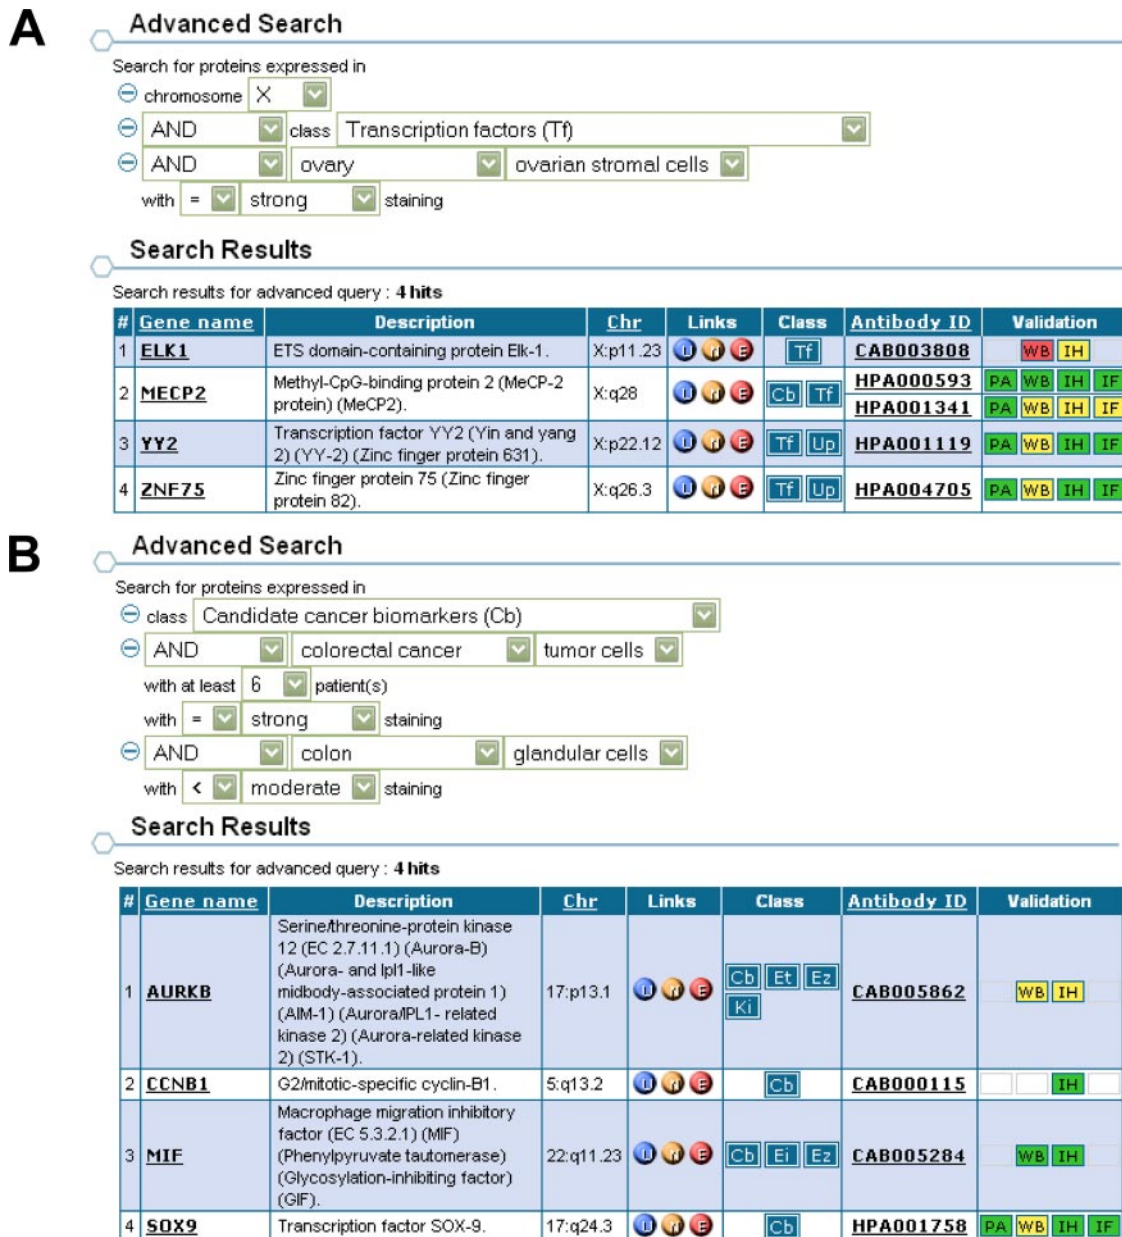 A
Advanced Search
Search for proteins expressed in
chromosome X
AND class Transcription factors (Tf)
AND ovary ovarian stromal cells
with = strong staining
Search Results
Search results for advanced query : 4 hits
# Gene name Description Chr Links Class Antibody ID Validation
1 ELK1 ETS domain-containing protein Elk-1. X:p11.23 Tf CAB003808 WB IH
2 MECP2 Methyl-CpG-binding protein 2 (MeCP-2
protein) (MeCP2). X:q28 Cb Tf HPA000593 PA WB IH IF
HPA001341 PA WB IH IF
3 YY2 Transcription factor YY2 (Yin and yang
2) (YY-2) (Zinc finger protein 631). X:p22.12 Tf Up HPA001119 PA WB IH IF
4 ZNF75 Zinc finger protein 75 (Zinc finger
protein 82). X:q26.3 Tf Up HPA004705 PA WB IH IF
B
Advanced Search
Search for proteins expressed in
class Candidate cancer biomarkers (Cb)
AND colorectal cancer tumor cells
with at least 6 patient(s)
with = strong staining
AND colon glandular cells
with < moderate staining
Search Results
Search results for advanced query : 4 hits
# Gene name Description Chr Links Class Antibody ID Validation
1 AURKB Serine/threonine-protein kinase
12 (EC 2.7.11.1) (Aurora-B)
(Aurora- and Ipl1-like
midbody-associated protein 1)
(AIM-1) (Aurora/IPL1- related
kinase 2) (Aurora-related kinase
2) (STK-1). 17:p13.1 Cb Et Ez
Ki CAB005862 WB IH
2 CCNB1 G2/mitotic-specific cyclin-B1. 5:q13.2 Cb CAB000115 IH
3 MIF Macrophage migration inhibitory
factor (EC 5.3.2.1) (MIF)
(Phenylpyruvate tautomerase)
(Glycosylation-inhibiting factor)
(GIF). 22:q11.23 Cb Ei Ez CAB005284 WB IH
4 SOX9 Transcription factor SOX-9. 17:q24.3 Cb HPA001758 PA WB IH IF